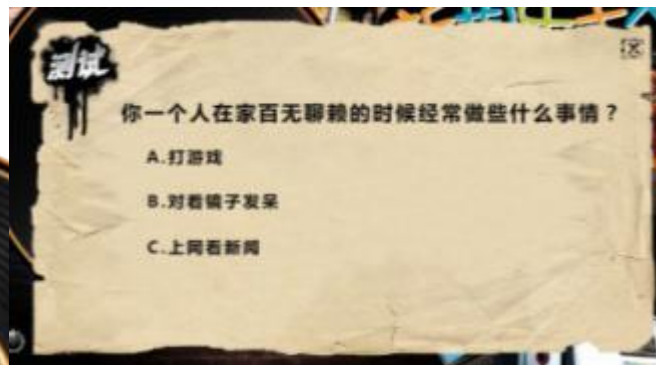 测试
你一个人在家百无聊赖的时候经常做些什么事情？
A.打游戏
B.对着镜子发呆
C.上网看新闻